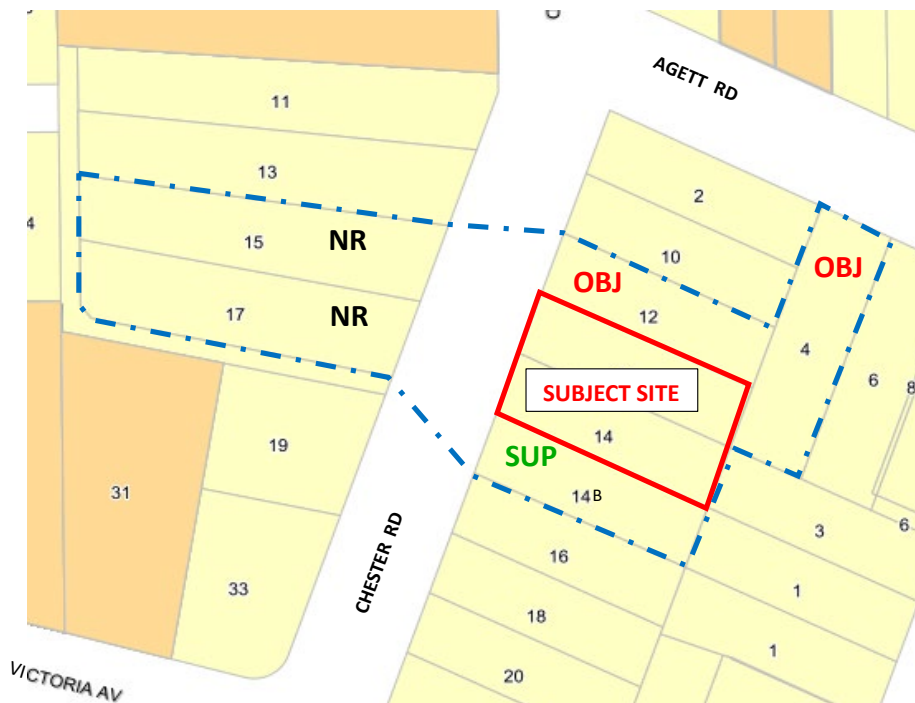 AGETT RD
11
2
13
OBJ
4
10
15
NR
OBJ
12
17
NR
4
6
8
SUBJECT SITE
14
19
SUP
31
14B
3
6
CHESTER RD
16
33
1
18
1
20
VICTORIA AV